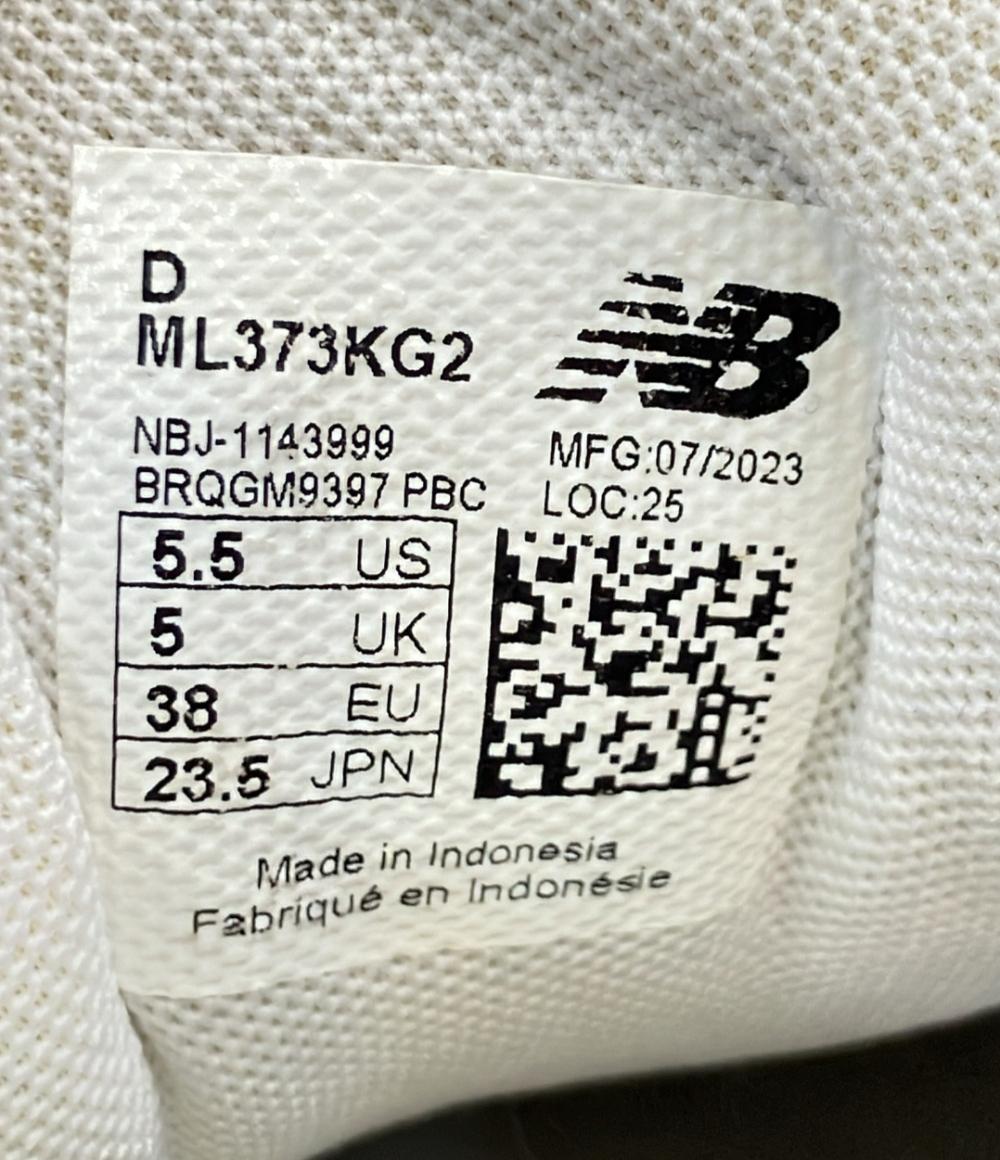 D
ML373KG2
NB
NBJ-1143999
BRQGM9397 PBC
MFG:07/2023
LOC:25
5.5 US
5 UK
38 EU
23.5 JPN
Made in Indonesia
Fabriqué en Indonésie